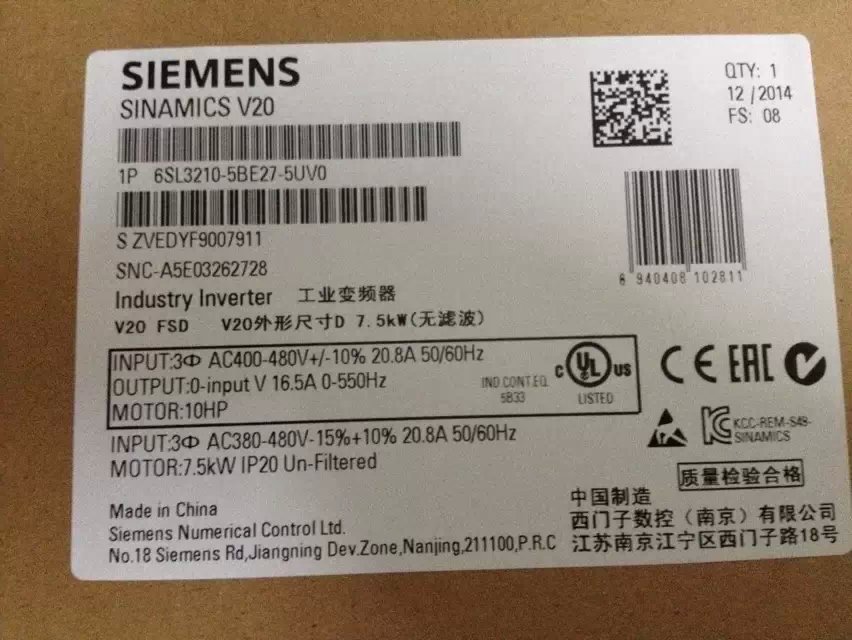 SIEMENS
SINAMICS V20
QTY: 1
12 /2014
FS: 08
1P 6SL3210-5BE27-5UV0
S ZVEDYF9007911
SNC-A5E03262728
6 940408 102811
Industry Inverter 工业变频器
V20 FSD V20外形尺寸D 7.5kW(无滤波)
INPUT:3Φ AC400-480V+/-10% 20.8A 50/60Hz
OUTPUT:0-input V 16.5A 0-550Hz
MOTOR:10HP
IND.CONT.EQ.
5B33
C UL US
LISTED
CE EAC
KCC-REM-S49-
SINAMICS
INPUT:3Φ AC380-480V-15%+10% 20.8A 50/60Hz
MOTOR:7.5kW IP20 Un-Filtered
质量检验合格
Made in China
Siemens Numerical Control Ltd.
No.18 Siemens Rd,Jiangning Dev.Zone,Nanjing,211100,P.R.C
中国制造
西门子数控（南京）有限公司
江苏南京江宁区西门子路18号